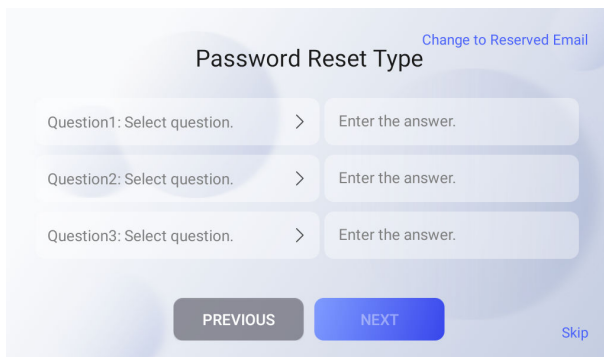 Change to Reserved Email
Password Reset Type
Question1: Select question.
Enter the answer.
Question2: Select question.
Enter the answer.
Question3: Select question.
Enter the answer.
PREVIOUS
NEXT
Skip